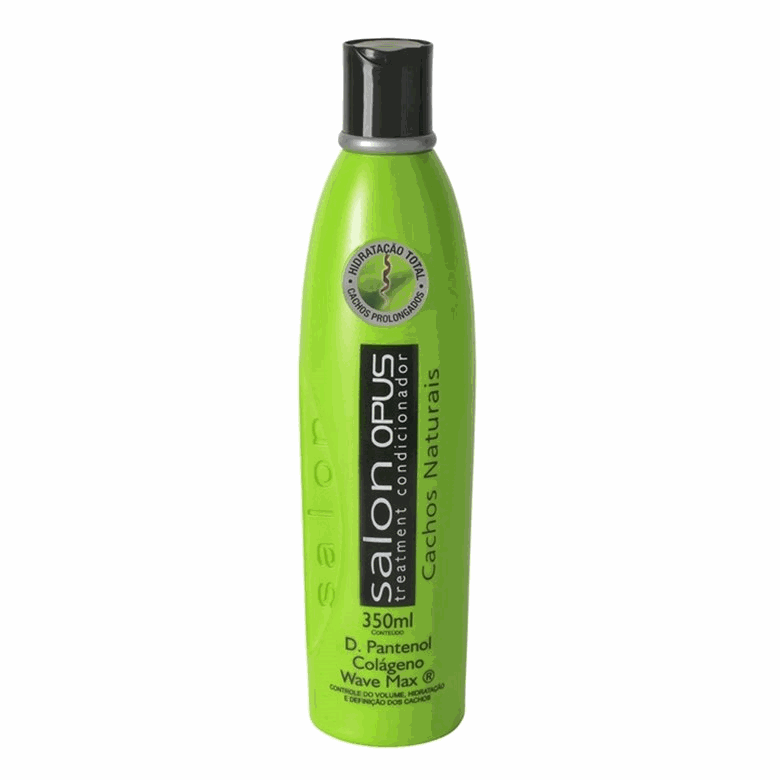 • HIDRATAÇÃO TOTAL •
CACHOS PROLONGADOS
salon OPUS
treatment condicionador
Cachos Naturais
salon
350ml
CONTEÚDO
D. Pantenol
Colágeno
Wave Max ®
CONTROLE DO VOLUME, HIDRATAÇÃO
E DEFINIÇÃO DOS CACHOS